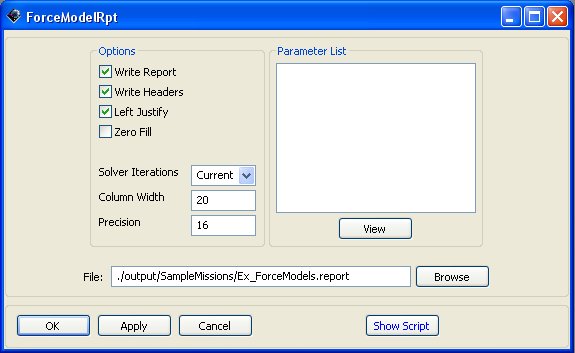 ForceModelRpt
Options
Write Report
Write Headers
Left Justify
Zero Fill
Solver Iterations Current
Column Width 20
Precision 16
Parameter List
View
File: ./output/SampleMissions/Ex_ForceModels.report Browse
OK Apply Cancel Show Script